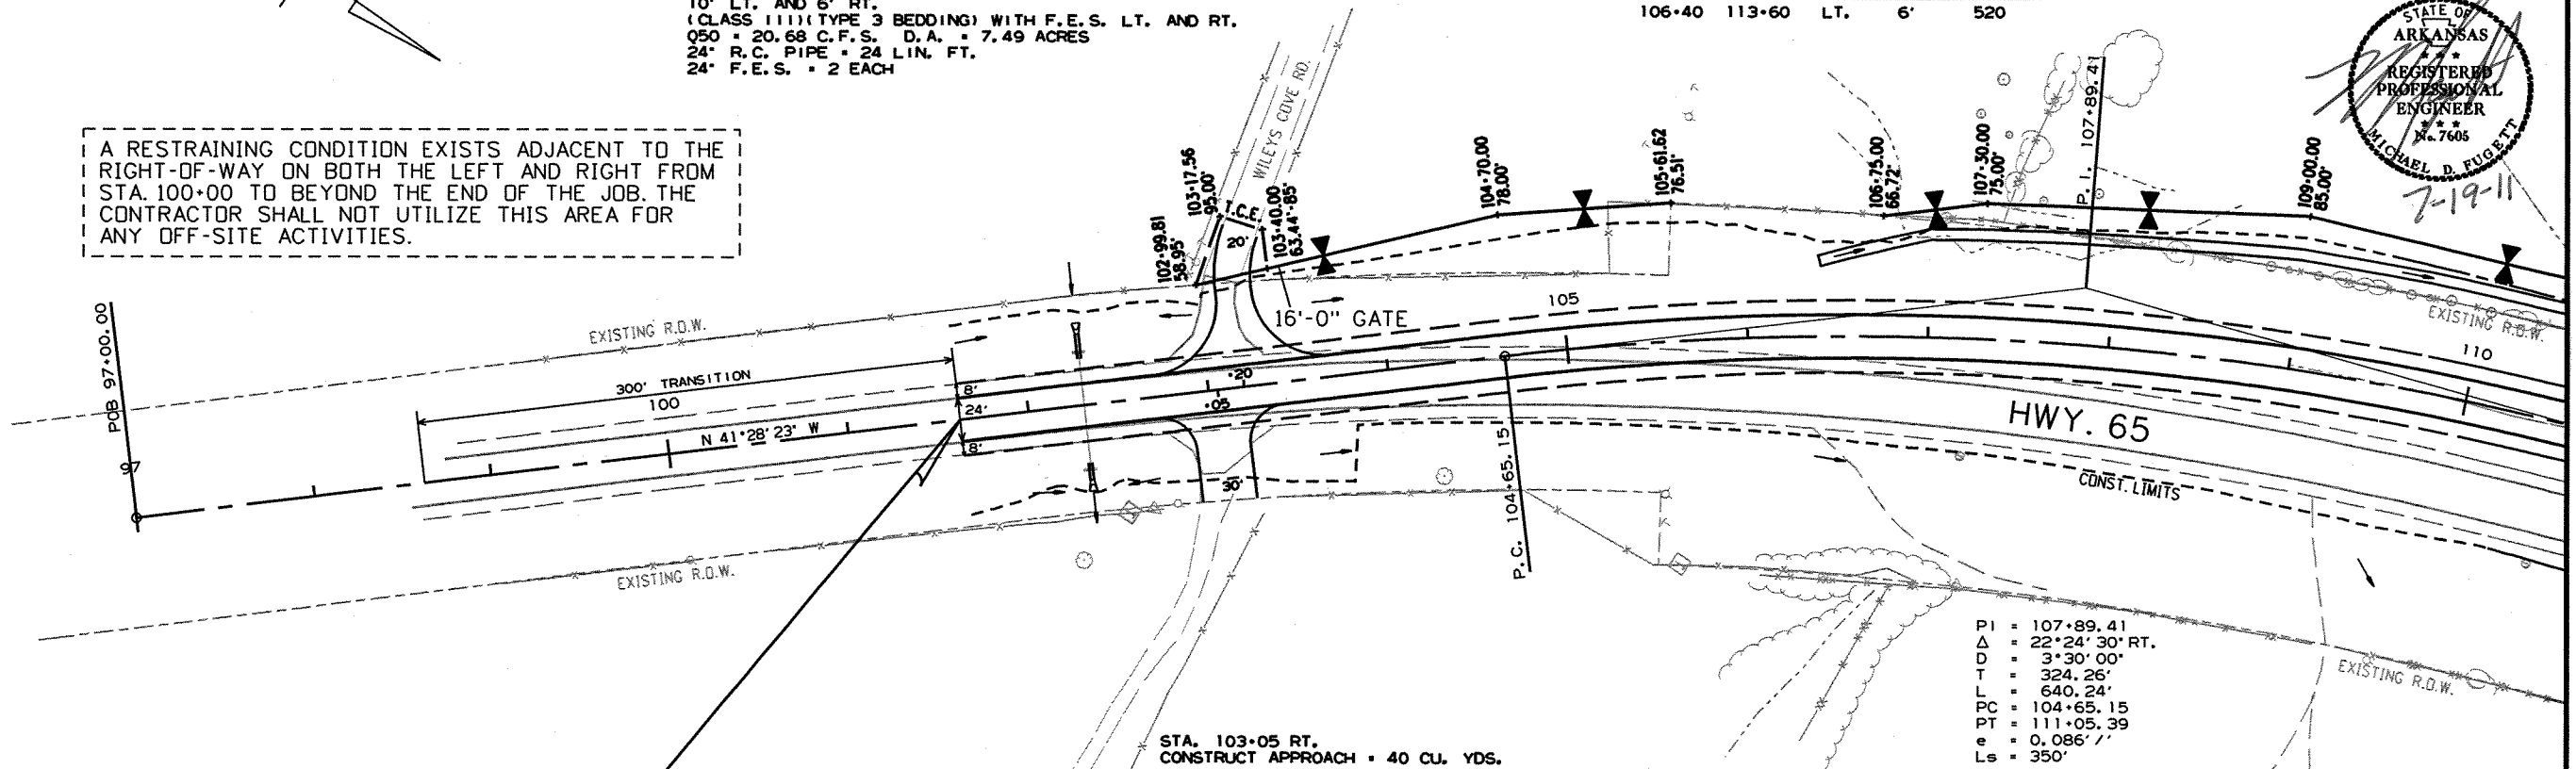 10' LT. AND 6' RT.
(CLASS III)(TYPE 3 BEDDING) WITH F.E.S. LT. AND RT.
Q50 = 20.68 C.F.S. D.A. = 7.49 ACRES
24" R.C. PIPE = 24 LIN. FT.
24" F.E.S. = 2 EACH
106+40 113+60 LT. 6' 520
STATE OF
ARKANSAS
★ ★ ★
REGISTERED
PROFESSIONAL
ENGINEER
★ ★ ★
No. 7605
MICHAEL D. FUGETT
7-19-11
A RESTRAINING CONDITION EXISTS ADJACENT TO THE
RIGHT-OF-WAY ON BOTH THE LEFT AND RIGHT FROM
STA. 100+00 TO BEYOND THE END OF THE JOB. THE
CONTRACTOR SHALL NOT UTILIZE THIS AREA FOR
ANY OFF-SITE ACTIVITIES.
WILEYS COVE RD.
102+99.81
58.95'
103+17.56
95.00'
T.C.E.
20'
103+40.00
63.44'-85'
104+70.00
78.00'
105+61.62
76.51'
106+75.00
66.72'
107+30.00
75.00'
P.I. 107+89.41
109+00.00
85.00'
POB 97+00.00
97
EXISTING R.O.W.
300' TRANSITION
100
N 41°28'23" W
8'
24'
8'
+20
+05
30'
16'-0" GATE
105
P.C. 104+65.15
HWY. 65
110
EXISTING R.O.W.
CONST. LIMITS
EXISTING R.O.W.
EXISTING R.O.W.
STA. 103+05 RT.
CONSTRUCT APPROACH = 40 CU. YDS.
PI = 107+89.41
Δ = 22°24'30" RT.
D = 3°30'00"
T = 324.26'
L = 640.24'
PC = 104+65.15
PT = 111+05.39
e = 0.086'/'
Ls = 350'